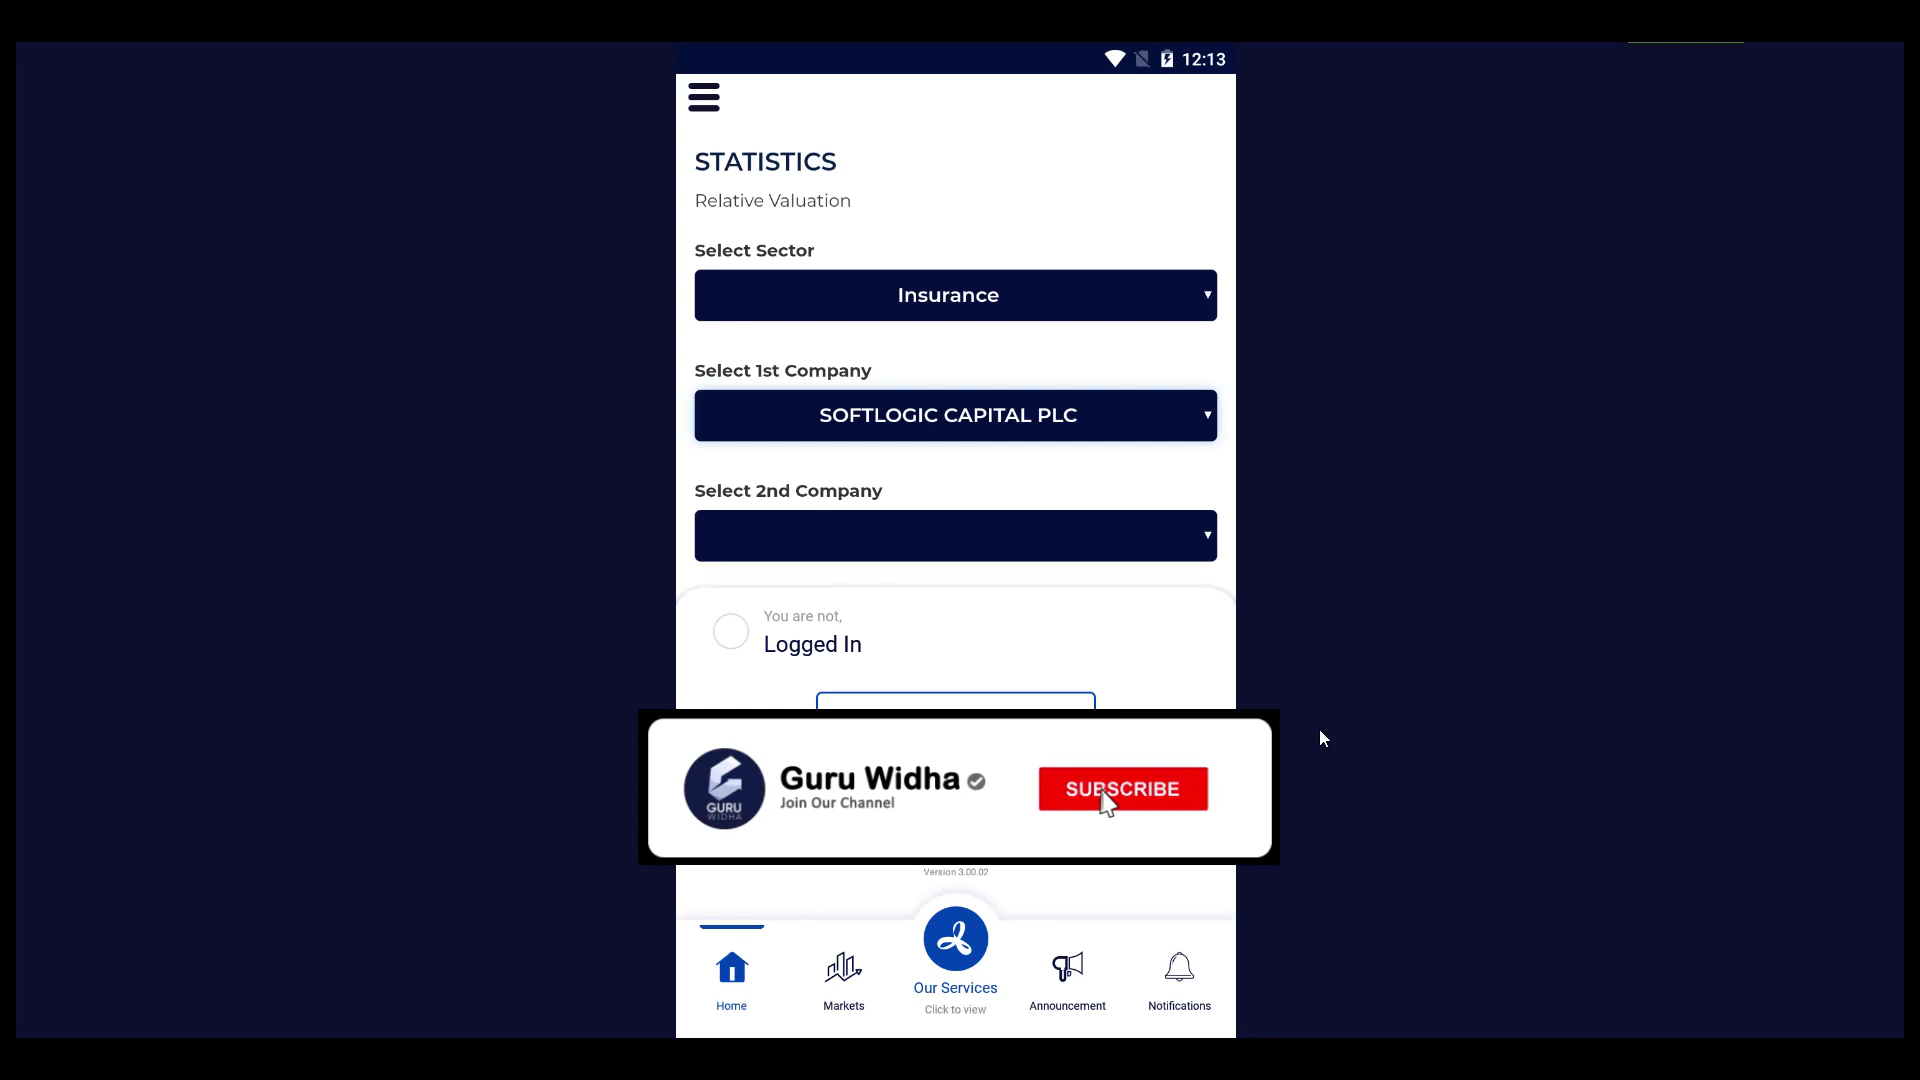 12:13
STATISTICS
Relative Valuation
Select Sector
Insurance
Select 1st Company
SOFTLOGIC CAPITAL PLC
Select 2nd Company
You are not,
Logged In
GURU
WIDHA
Guru Widha
Join Our Channel
SUBSCRIBE
Version 3.00.02
Home
Markets
Our Services
Click to view
Announcement
Notifications